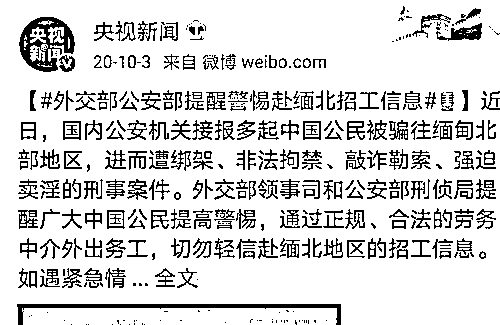 央视新闻
央视
新闻
20-10-3 来自 微博 weibo.com
【#外交部公安部提醒警惕赴缅北招工信息#】近
日，国内公安机关接报多起中国公民被骗往缅甸北
部地区，进而遭绑架、非法拘禁、敲诈勒索、强迫
卖淫的刑事案件。外交部领事司和公安部刑侦局提
醒广大中国公民提高警惕，通过正规、合法的劳务
中介外出务工，切勿轻信赴缅北地区的招工信息。
如遇紧急情 ... 全文